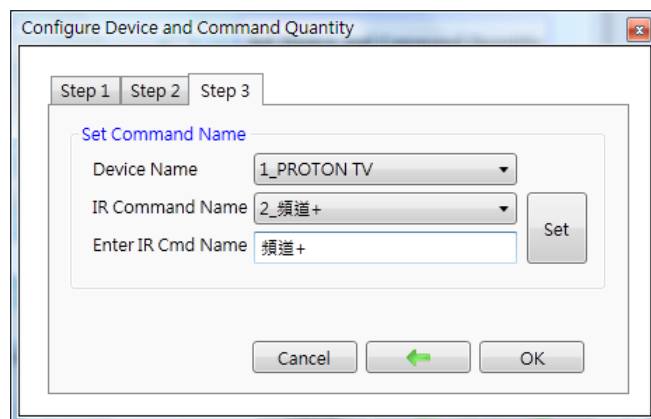 Configure Device and Command Quantity
Step 1 Step 2 Step 3
Set Command Name
Device Name 1_PROTON TV
IR Command Name 2_頻道+
Enter IR Cmd Name 頻道+
Set
Cancel OK